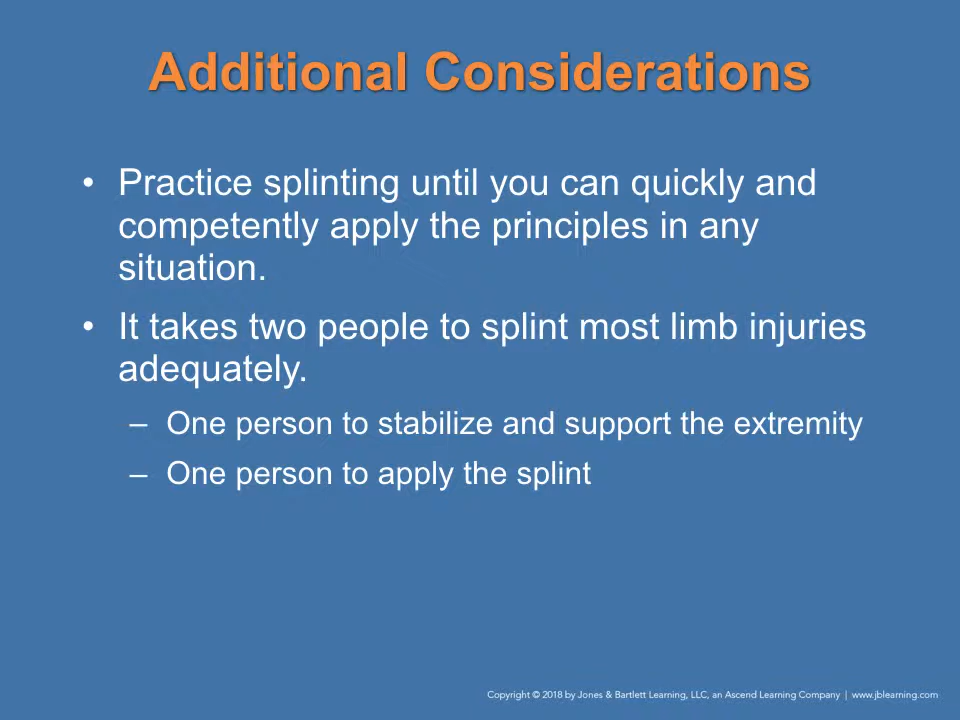 Additional Considerations
• Practice splinting until you can quickly and
competently apply the principles in any
situation.
• It takes two people to splint most limb injuries
adequately.
– One person to stabilize and support the extremity
– One person to apply the splint
Copyright © 2018 by Jones & Bartlett Learning, LLC, an Ascend Learning Company | www.jblearning.com